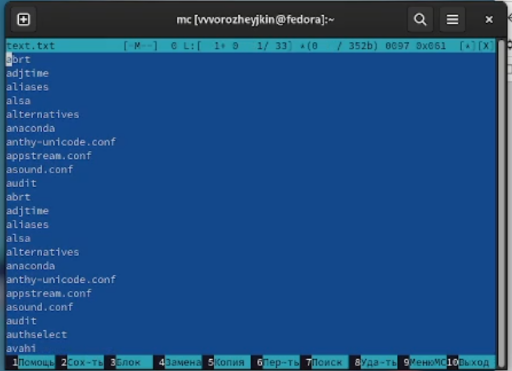 mc [vvvorozheyjkin@fedora]:~
text.txt [-M--] 0 L:[ 1+ 0 1/ 33] *(0 / 352b) 0097 0x061 [*][X]
abrt
adjtime
aliases
alsa
alternatives
anaconda
anthy-unicode.conf
appstream.conf
asound.conf
audit
abrt
adjtime
aliases
alsa
alternatives
anaconda
anthy-unicode.conf
appstream.conf
asound.conf
audit
authselect
avahi
1Помощь 2Сох-ть 3Блок 4Замена 5Копия 6Пер-ть 7Поиск 8Уда-ть 9МенюMC 10Выход